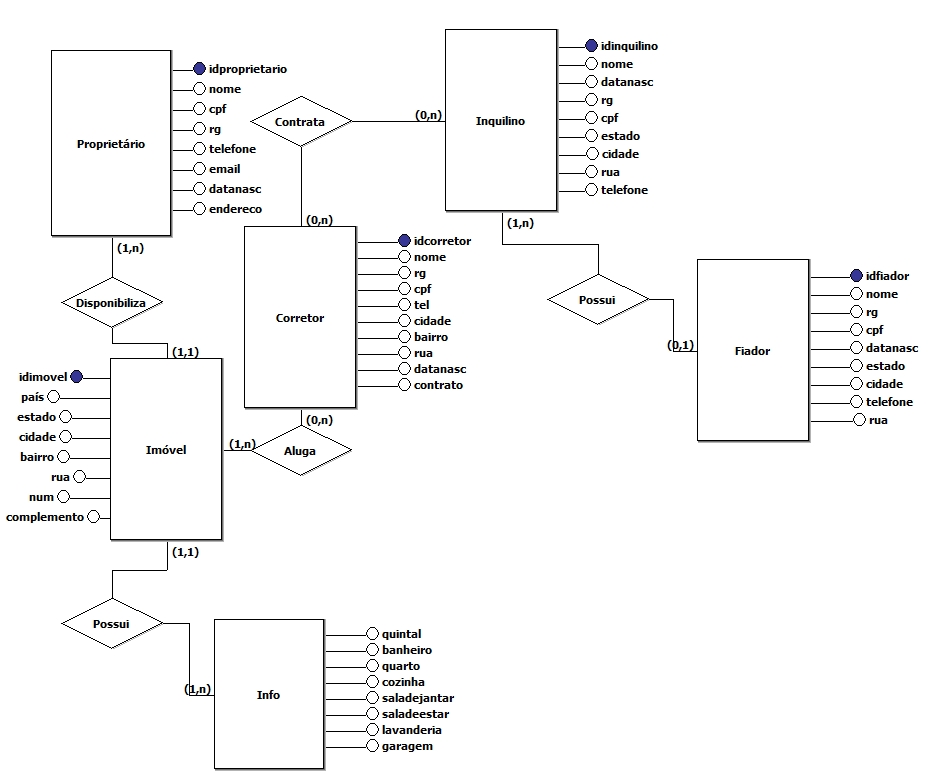 Proprietário
idproprietario
nome
cpf
rg
telefone
email
datanasc
endereco
(1,n)
Disponibiliza
(1,1)
Contrata
(0,n)
(0,n)
Inquilino
idinquilino
nome
datanasc
rg
cpf
estado
cidade
rua
telefone
(1,n)
Possui
(0,1)
Corretor
idcorretor
nome
rg
cpf
tel
cidade
bairro
rua
datanasc
contrato
(0,n)
Aluga
(1,n)
Fiador
idfiador
nome
rg
cpf
datanasc
estado
cidade
telefone
rua
Imóvel
idimovel
país
estado
cidade
bairro
rua
num
complemento
(1,1)
Possui
(1,n)
Info
quintal
banheiro
quarto
cozinha
saladejantar
saladeestar
lavanderia
garagem